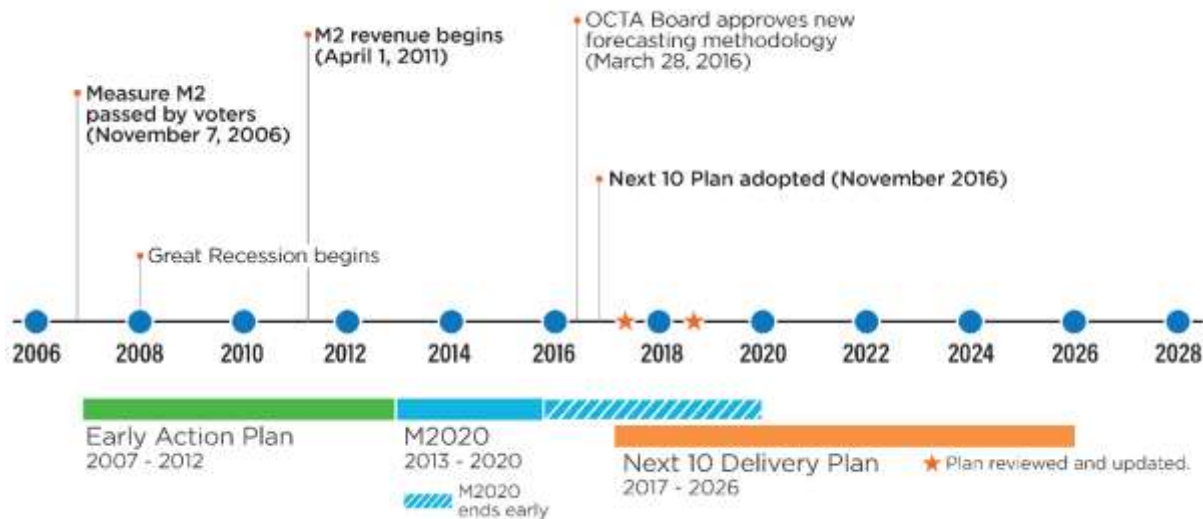 M2 revenue begins
(April 1, 2011)
OCTA Board approves new
forecasting methodology
(March 28, 2016)
Measure M2
passed by voters
(November 7, 2006)
Next 10 Plan adopted (November 2016)
Great Recession begins
2006 2008 2010 2012 2014 2016 2018 2020 2022 2024 2026 2028
Early Action Plan
2007 - 2012
M2020
2013 - 2020
M2020
ends early
Next 10 Delivery Plan
2017 - 2026
Plan reviewed and updated.